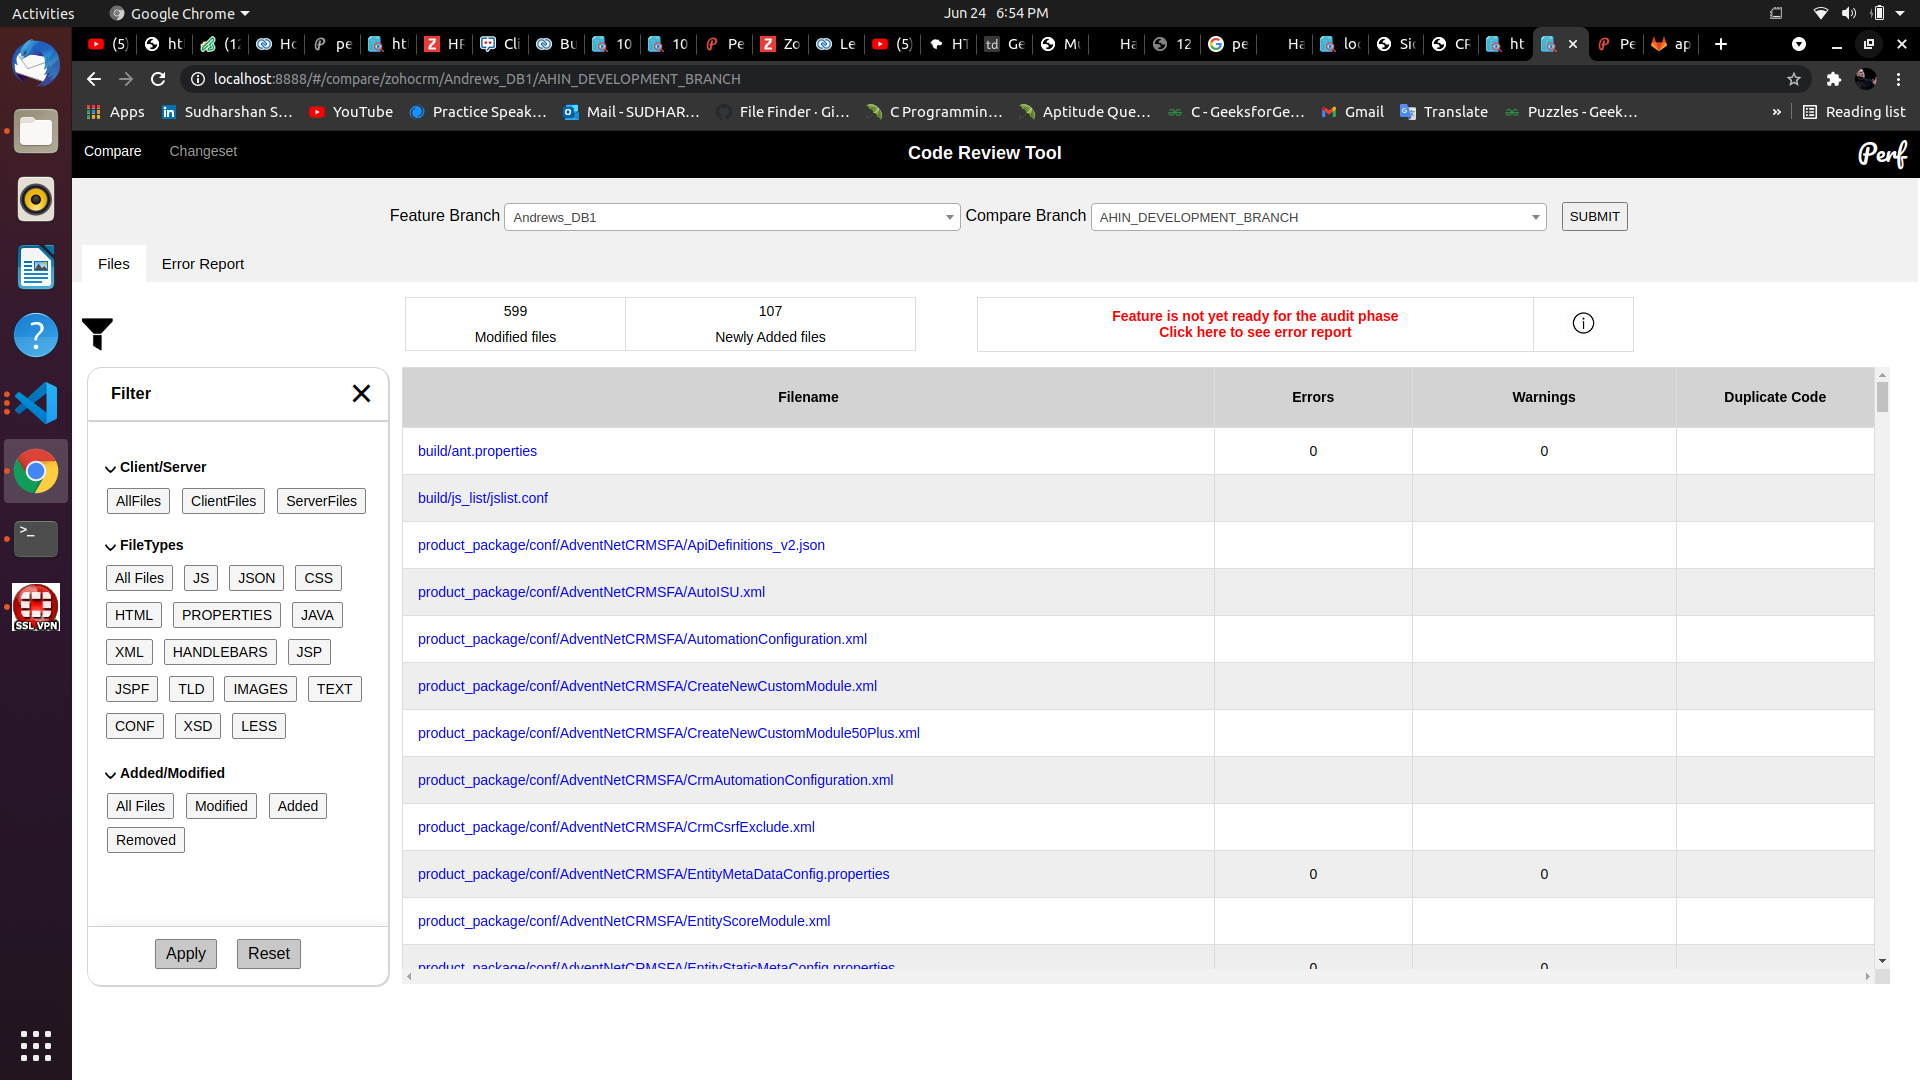 Activities Google Chrome Jun 24 6:54 PM
(5) ht (12 Ho pe ht HR Cli Bu 10 10 Pe Zo Le (5) HT td Ge Mu Ha 12 pe Ha loc Sic CF ht Pe ap
localhost:8888/#/compare/zohocrm/Andrews_DB1/AHIN_DEVELOPMENT_BRANCH
Apps Sudharshan S… YouTube Practice Speak… Mail - SUDHAR… File Finder · Gi… C Programmin… Aptitude Que… C - GeeksforGe… Gmail Translate Puzzles - Geek… » Reading list
Compare Changeset Code Review Tool Perf
Feature Branch Andrews_DB1 Compare Branch AHIN_DEVELOPMENT_BRANCH SUBMIT
Files Error Report
599 107
Modified files Newly Added files
Feature is not yet ready for the audit phase
Click here to see error report
Filter
Client/Server
AllFiles ClientFiles ServerFiles
FileTypes
All Files JS JSON CSS
HTML PROPERTIES JAVA
XML HANDLEBARS JSP
JSPF TLD IMAGES TEXT
CONF XSD LESS
Added/Modified
All Files Modified Added
Removed
Apply Reset
Filename Errors Warnings Duplicate Code
build/ant.properties 0 0
build/js_list/jslist.conf
product_package/conf/AdventNetCRMSFA/ApiDefinitions_v2.json
product_package/conf/AdventNetCRMSFA/AutoISU.xml
product_package/conf/AdventNetCRMSFA/AutomationConfiguration.xml
product_package/conf/AdventNetCRMSFA/CreateNewCustomModule.xml
product_package/conf/AdventNetCRMSFA/CreateNewCustomModule50Plus.xml
product_package/conf/AdventNetCRMSFA/CrmAutomationConfiguration.xml
product_package/conf/AdventNetCRMSFA/CrmCsrfExclude.xml
product_package/conf/AdventNetCRMSFA/EntityMetaDataConfig.properties 0 0
product_package/conf/AdventNetCRMSFA/EntityScoreModule.xml
product_package/conf/AdventNetCRMSFA/EntityStaticMetaConfig.properties 0 0
SSL VPN